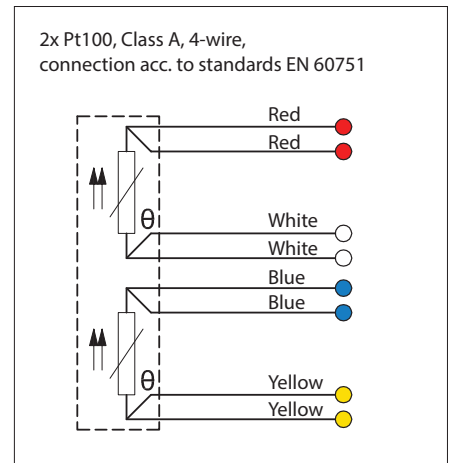 2x Pt100, Class A, 4-wire,
connection acc. to standards EN 60751
Red
Red
θ
White
White
Blue
Blue
θ
Yellow
Yellow